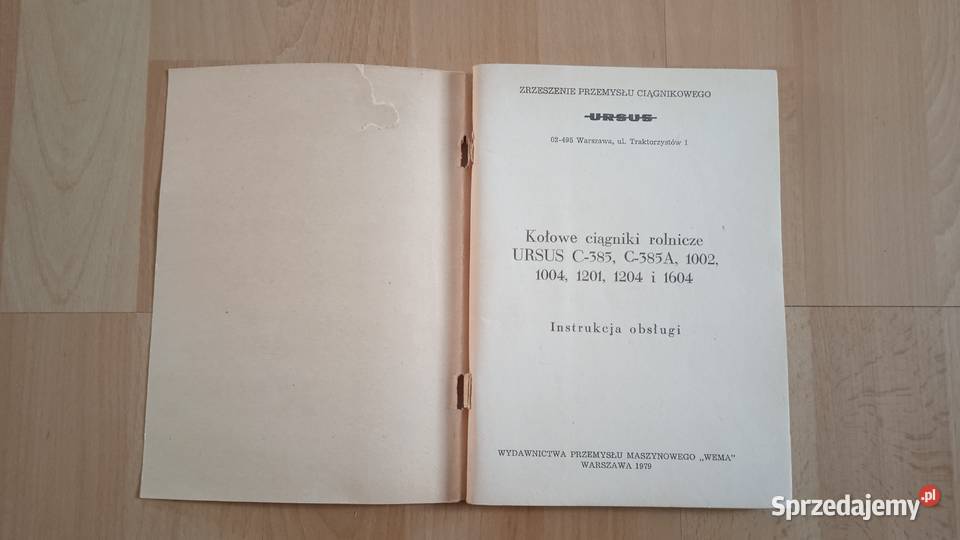 ZRZESZENIE PRZEMYSŁU CIĄGNIKOWEGO
URSUS
02-495 Warszawa, ul. Traktorzystów 1
Kołowe ciągniki rolnicze
URSUS C-385, C-385A, 1002,
1004, 1201, 1204 i 1604
Instrukcja obsługi
WYDAWNICTWA PRZEMYSŁU MASZYNOWEGO „WEMA”
WARSZAWA 1979
Sprzedajemy.pl